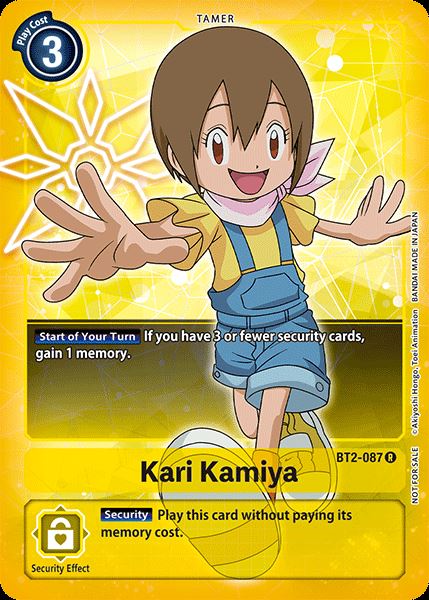 Play Cost
3
TAMER
Start of Your Turn If you have 3 or fewer security cards,
gain 1 memory.
BT2-087 R
Kari Kamiya
Security Play this card without paying its
memory cost.
Security Effect
©Akiyoshi Hongo, Toei Animation BANDAI MADE IN JAPAN
NOT FOR SALE